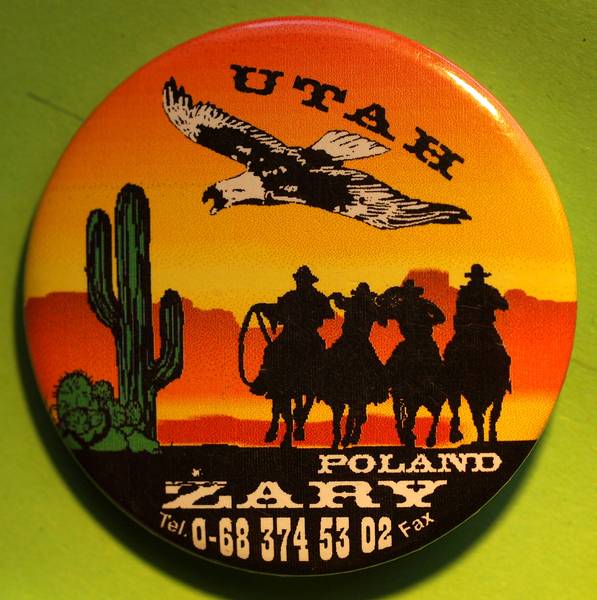 UTAH
POLAND
ŻARY
Tel. 0-68 374 53 02 Fax